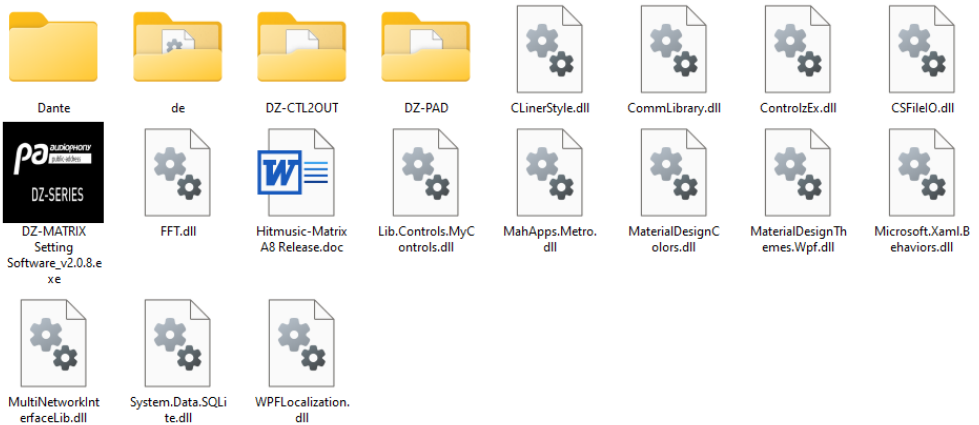 Dante
de
DZ-CTL2OUT
DZ-PAD
CLinerStyle.dll
CommLibrary.dll
ControlzEx.dll
CSFileIO.dll
pa audiophony
public-address
DZ-SERIES
DZ-MATRIX
Setting
Software_v2.0.8.e
xe
FFT.dll
W
Hitmusic-Matrix
A8 Release.doc
Lib.Controls.MyC
ontrols.dll
MahApps.Metro.
dll
MaterialDesignC
olors.dll
MaterialDesignTh
emes.Wpf.dll
Microsoft.Xaml.B
ehaviors.dll
MultiNetworkInt
erfaceLib.dll
System.Data.SQLi
te.dll
WPFLocalization.
dll